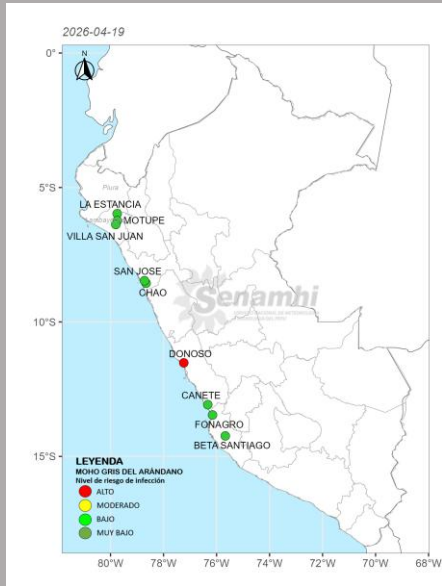 2026-04-19
N
0°
5°S
10°S
15°S
Piura
LA ESTANCIA
MOTUPE
VILLA SAN JUAN
SAN JOSE
CHAO
Senamhi
DONOSO
CANETE
FONAGRO
BETA SANTIAGO
LEYENDA
MOHO GRIS DEL ARÁNDANO
Nivel de riesgo de infección
ALTO
MODERADO
BAJO
MUY BAJO
80°W 78°W 76°W 74°W 72°W 70°W 68°W